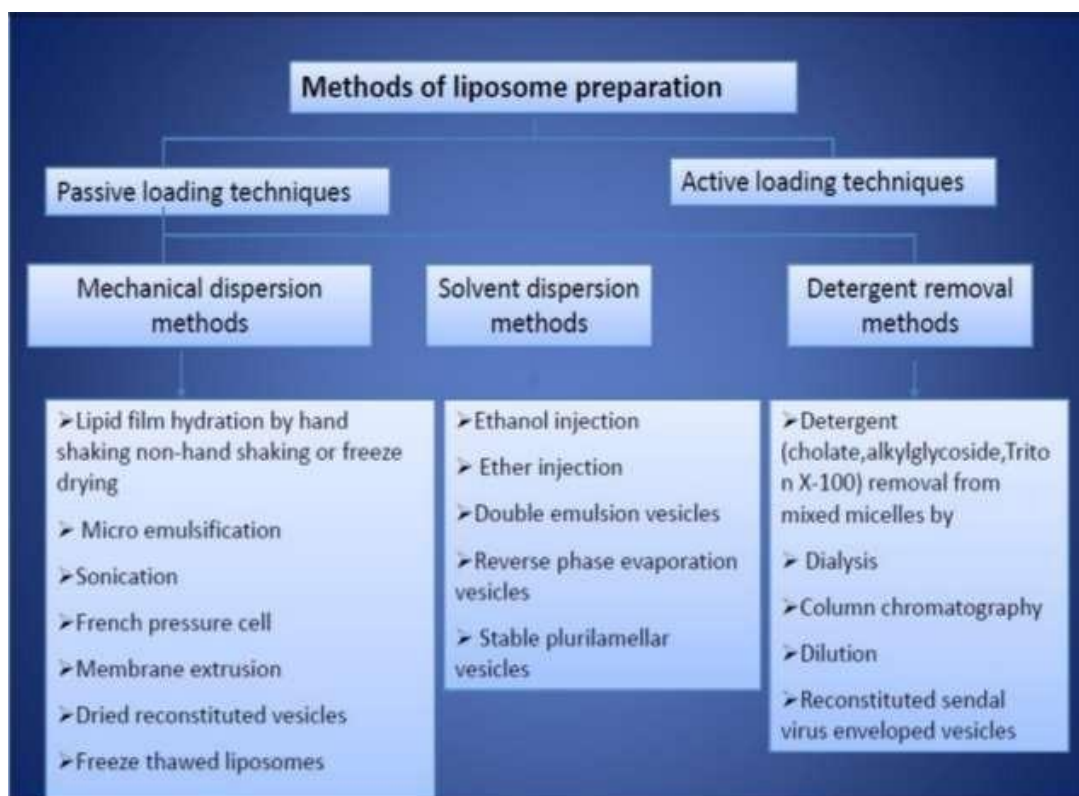 Methods of liposome preparation
Passive loading techniques
Active loading techniques
Mechanical dispersion
methods
Solvent dispersion
methods
Detergent removal
methods
➢Lipid film hydration by hand
shaking non-hand shaking or freeze
drying
➢ Micro emulsification
➢Sonication
➢French pressure cell
➢Membrane extrusion
➢Dried reconstituted vesicles
➢Freeze thawed liposomes
➢Ethanol injection
➢ Ether injection
➢Double emulsion vesicles
➢Reverse phase evaporation
vesicles
➢ Stable plurilamellar
vesicles
➢Detergent
(cholate,alkylglycoside,Trito
n X-100) removal from
mixed micelles by
➢ Dialysis
➢Column chromatography
➢Dilution
➢Reconstituted sendal
virus enveloped vesicles